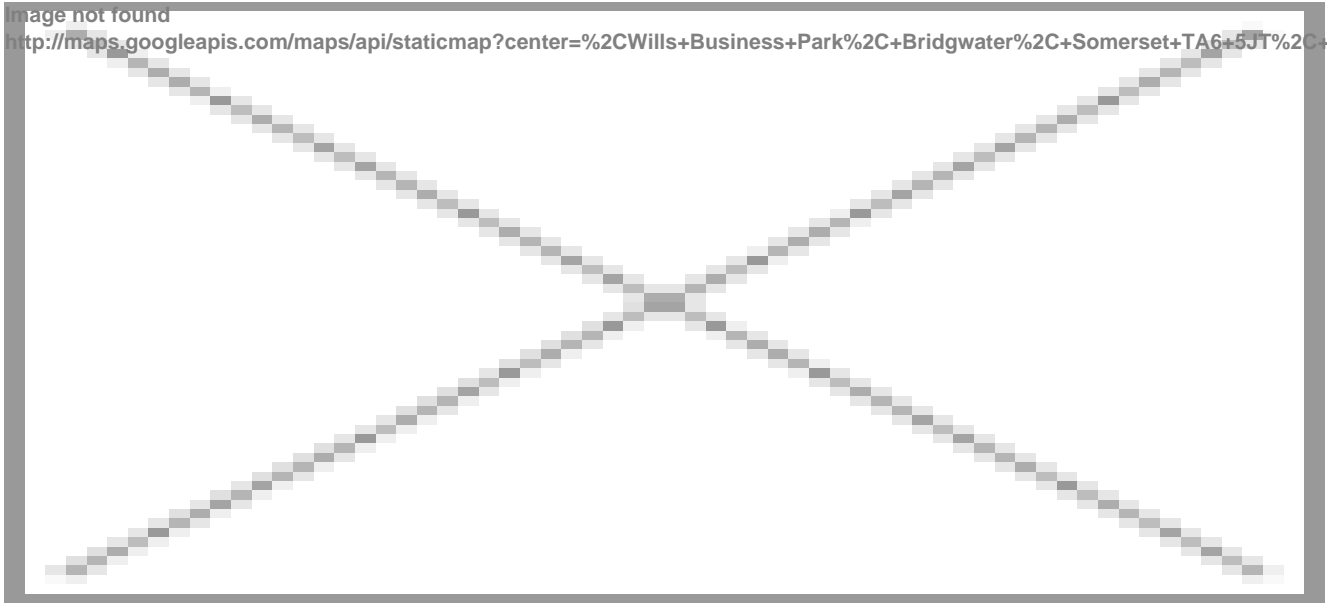 Image not found
http://maps.googleapis.com/maps/api/staticmap?center=%2CWills+Business+Park%2C+Bridgwater%2C+Somerset+TA6+5JT%2C+